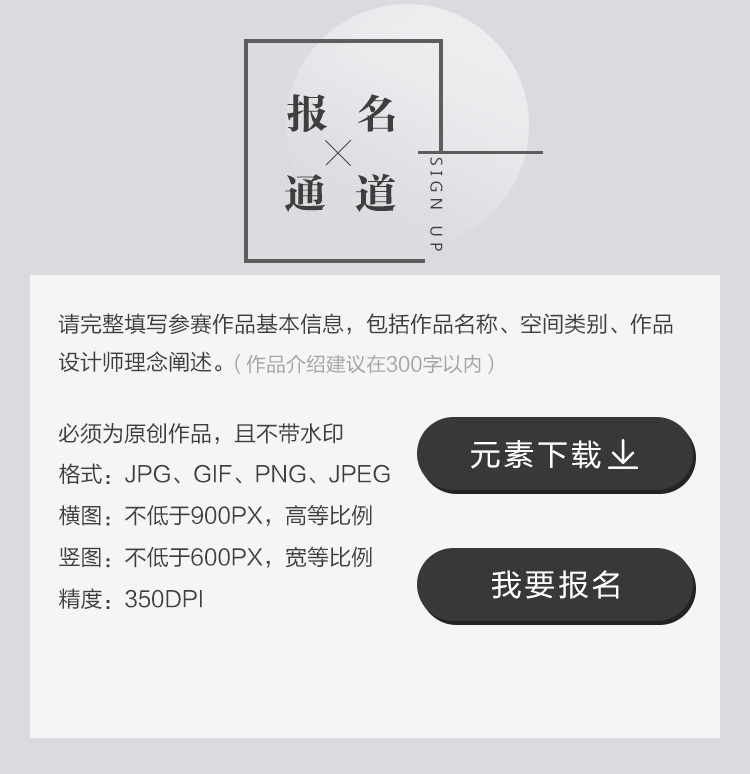 报名
通道
SIGN UP
请完整填写参赛作品基本信息，包括作品名称、空间类别、作品
设计师理念阐述。（作品介绍建议在300字以内）
必须为原创作品，且不带水印
格式：JPG、GIF、PNG、JPEG
横图：不低于900PX，高等比例
竖图：不低于600PX，宽等比例
精度：350DPI
元素下载
我要报名